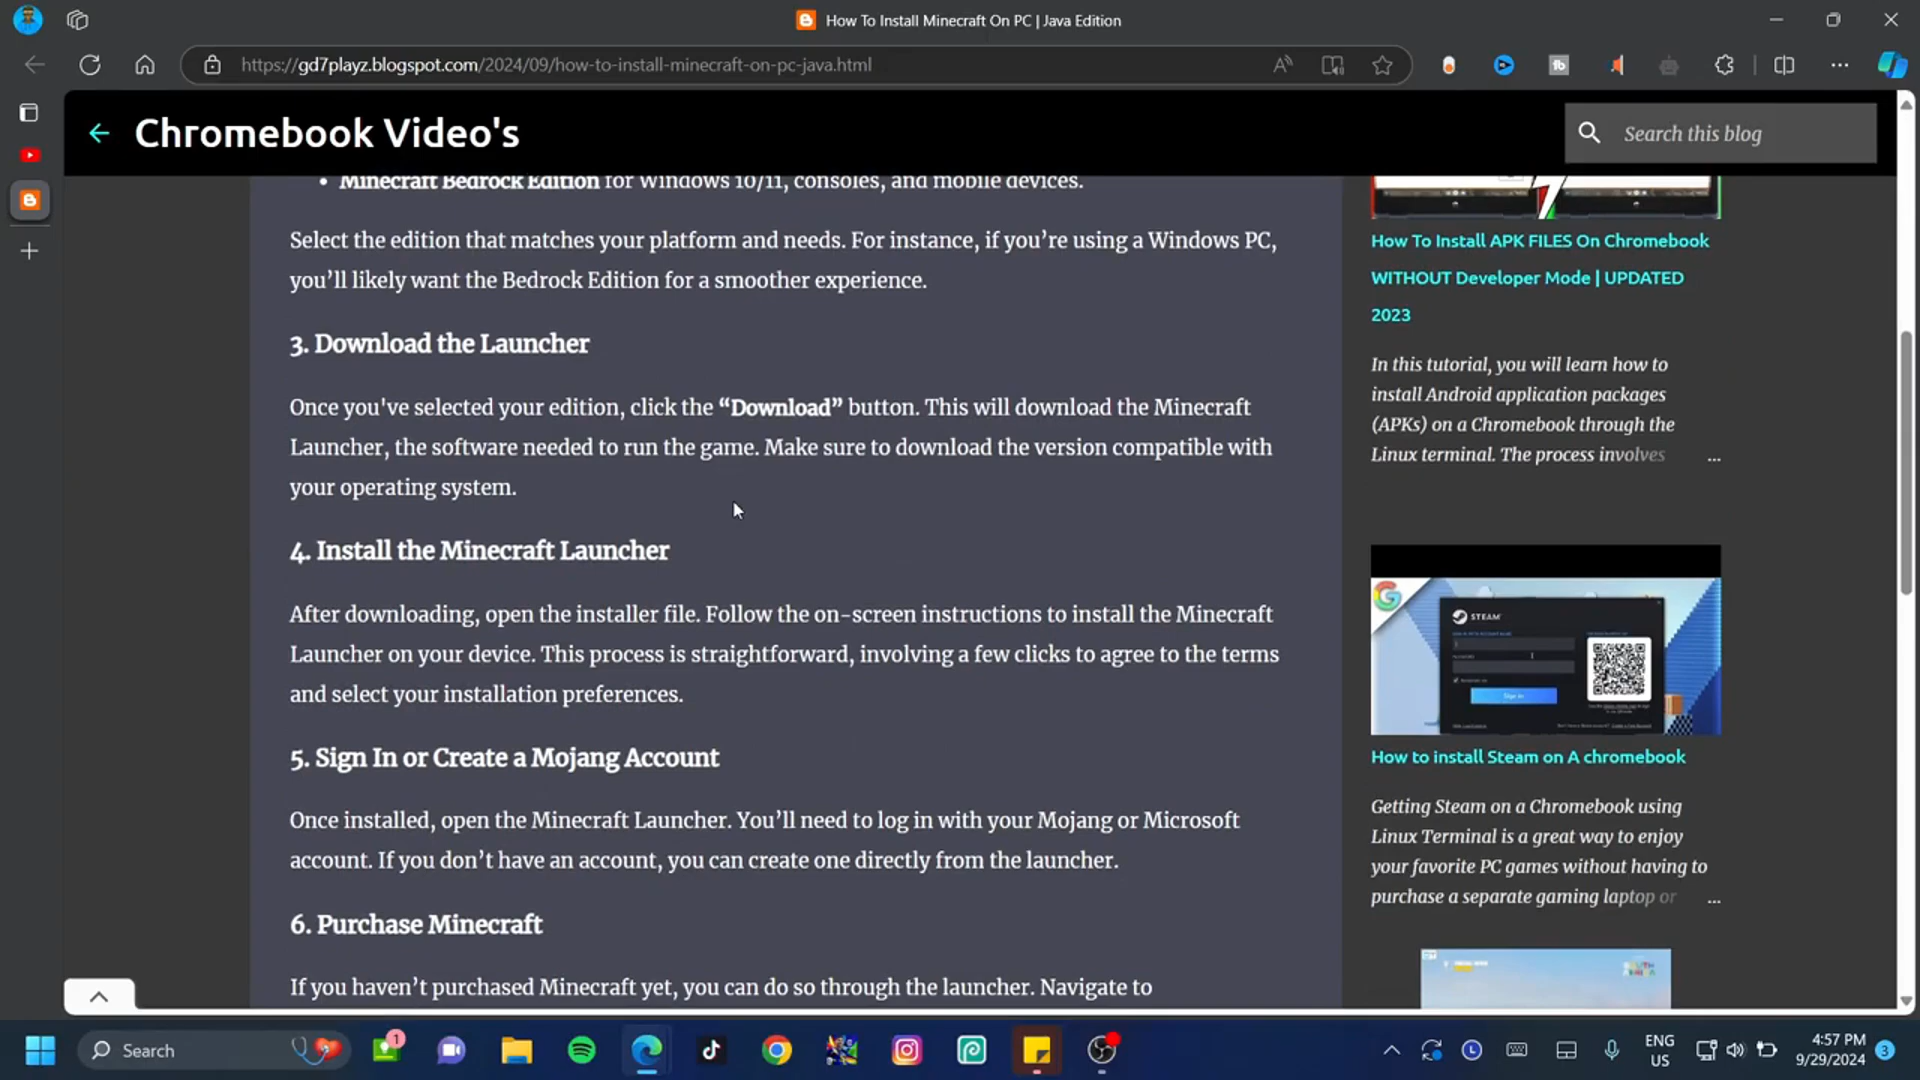 How To Install Minecraft On PC | Java Edition
https://gd7playz.blogspot.com/2024/09/how-to-install-minecraft-on-pc-java.html
Chromebook Video's
Search this blog
• Minecraft Bedrock Edition for Windows 10/11, consoles, and mobile devices.
Select the edition that matches your platform and needs. For instance, if you’re using a Windows PC,
you’ll likely want the Bedrock Edition for a smoother experience.
3. Download the Launcher
Once you've selected your edition, click the “Download” button. This will download the Minecraft
Launcher, the software needed to run the game. Make sure to download the version compatible with
your operating system.
4. Install the Minecraft Launcher
After downloading, open the installer file. Follow the on-screen instructions to install the Minecraft
Launcher on your device. This process is straightforward, involving a few clicks to agree to the terms
and select your installation preferences.
5. Sign In or Create a Mojang Account
Once installed, open the Minecraft Launcher. You’ll need to log in with your Mojang or Microsoft
account. If you don’t have an account, you can create one directly from the launcher.
6. Purchase Minecraft
If you haven’t purchased Minecraft yet, you can do so through the launcher. Navigate to
How To Install APK FILES On Chromebook
WITHOUT Developer Mode | UPDATED
2023
In this tutorial, you will learn how to
install Android application packages
(APKs) on a Chromebook through the
Linux terminal. The process involves ...
STEAM
Sign in
How to install Steam on A chromebook
Getting Steam on a Chromebook using
Linux Terminal is a great way to enjoy
your favorite PC games without having to
purchase a separate gaming laptop or ...
Search
1
ENG
US
4:57 PM
9/29/2024
3